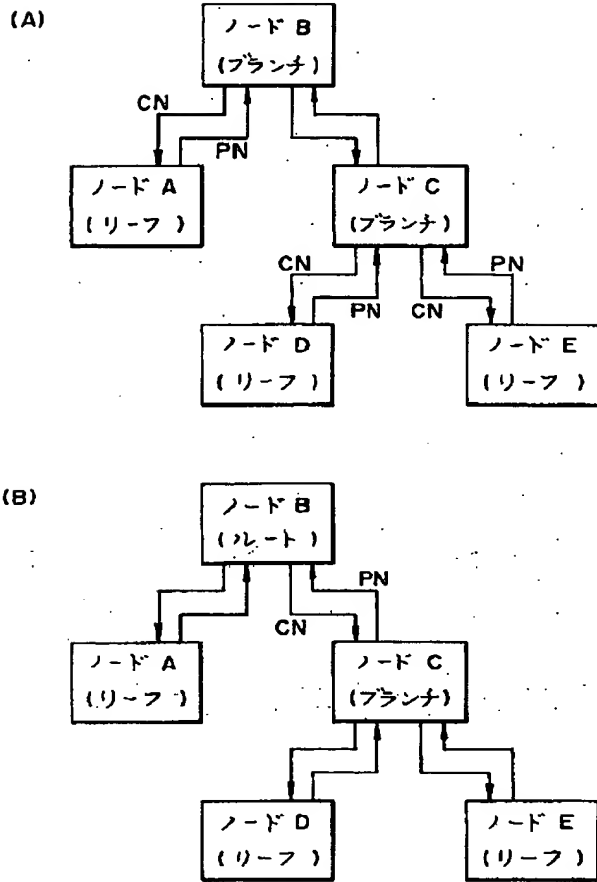 (A)
ノード B
(ブランチ)
CN
PN
ノード A
(リーフ)
ノード C
(ブランチ)
CN
PN
CN
PN
ノード D
(リーフ)
ノード E
(リーフ)
(B)
ノード B
(ルート)
CN
PN
ノード A
(リーフ)
ノード C
(ブランチ)
ノード D
(リーフ)
ノード E
(リーフ)